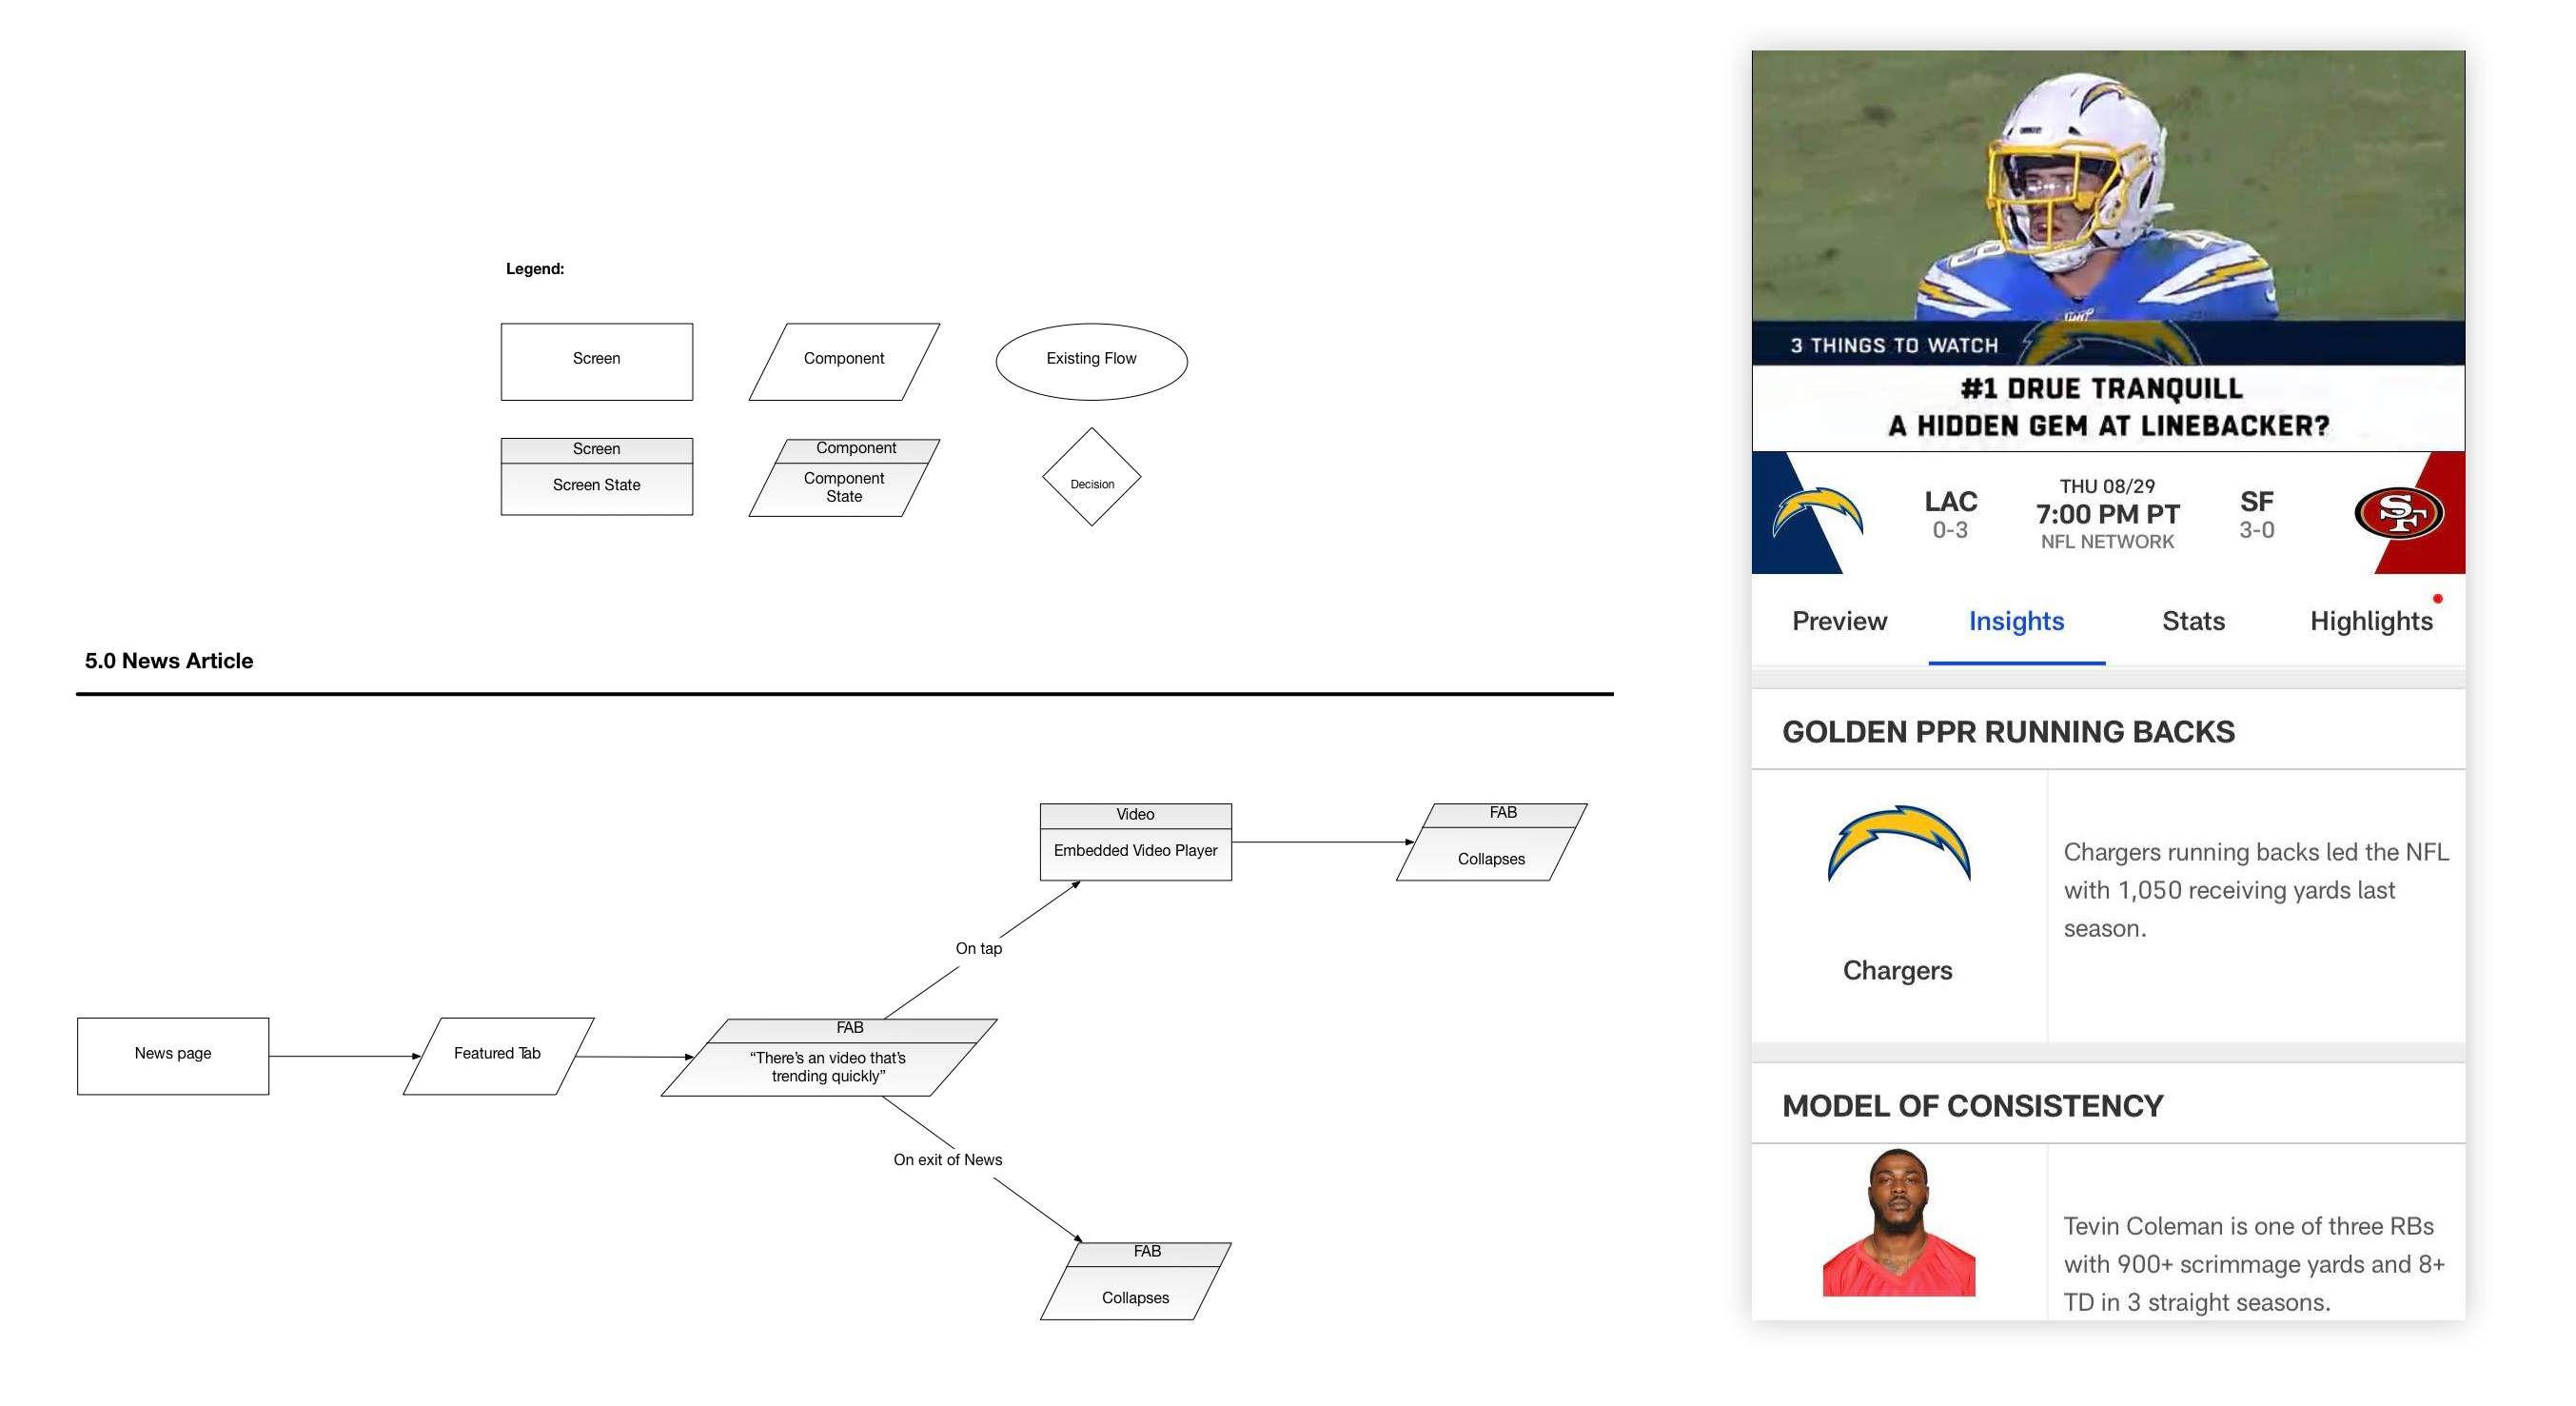 Legend:
Screen
Component
Existing Flow
Screen
Screen State
Component
Component
State
Decision
5.0 News Article
News page
Featured Tab
FAB
“There’s an video that’s
trending quickly”
On tap
Video
Embedded Video Player
FAB
Collapses
On exit of News
FAB
Collapses
3 THINGS TO WATCH
#1 DRUE TRANQUILL
A HIDDEN GEM AT LINEBACKER?
LAC
0-3
THU 08/29
7:00 PM PT
NFL NETWORK
SF
3-0
SF
Preview Insights Stats Highlights
GOLDEN PPR RUNNING BACKS
Chargers
Chargers running backs led the NFL
with 1,050 receiving yards last
season.
MODEL OF CONSISTENCY
Tevin Coleman is one of three RBs
with 900+ scrimmage yards and 8+
TD in 3 straight seasons.